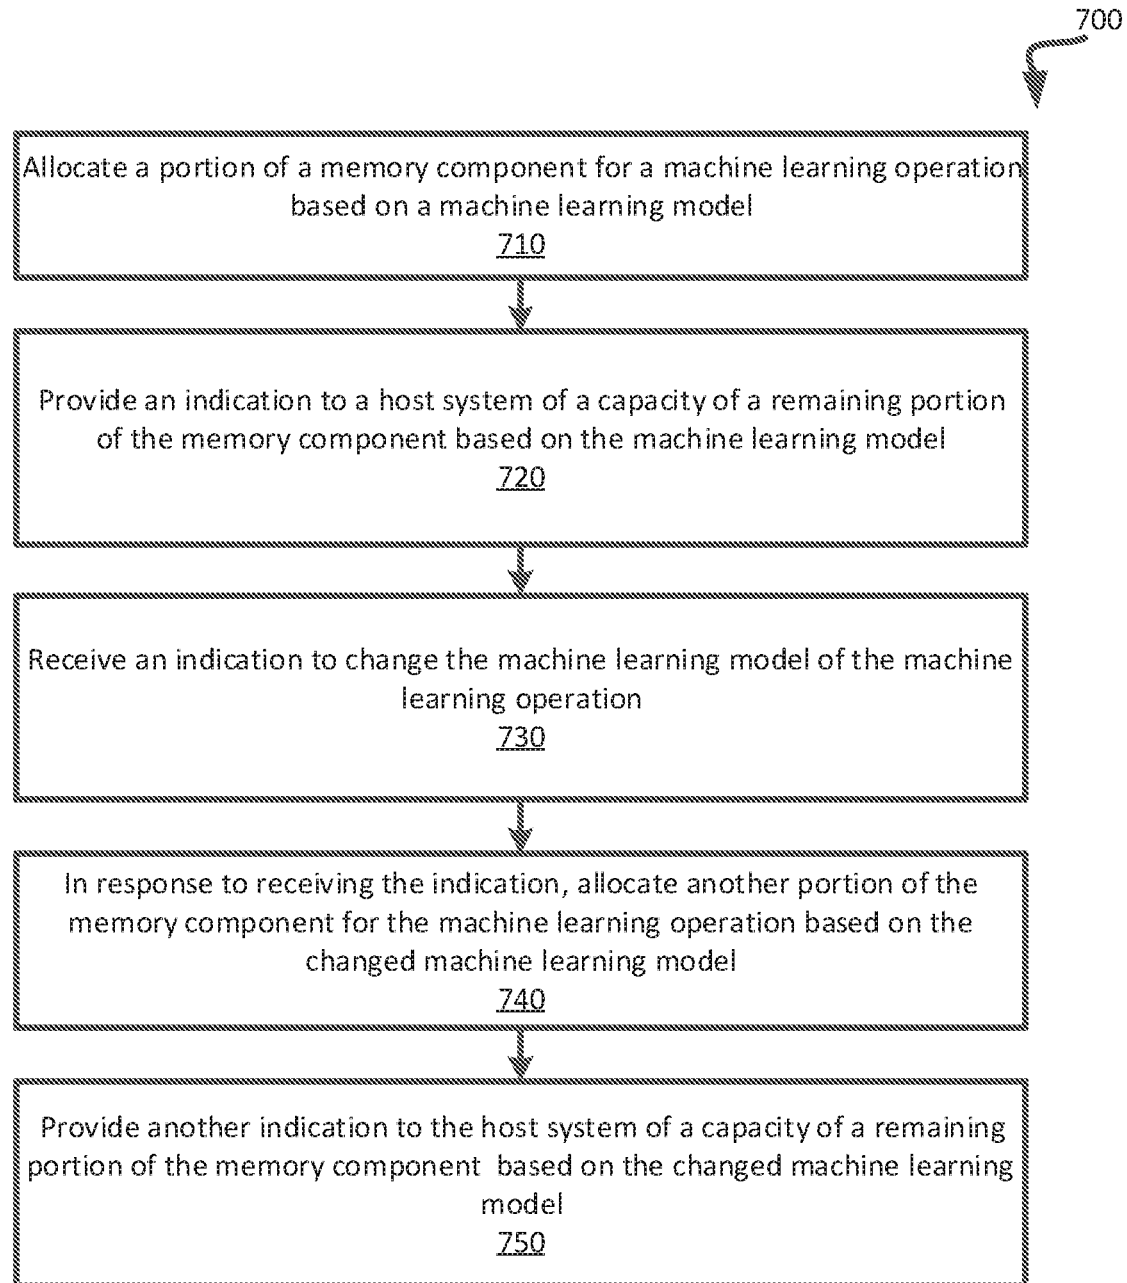 700
Allocate a portion of a memory component for a machine learning operation
based on a machine learning model
710
Provide an indication to a host system of a capacity of a remaining portion
of the memory component based on the machine learning model
720
Receive an indication to change the machine learning model of the machine
learning operation
730
In response to receiving the indication, allocate another portion of the
memory component for the machine learning operation based on the
changed machine learning model
740
Provide another indication to the host system of a capacity of a remaining
portion of the memory component based on the changed machine learning
model
750